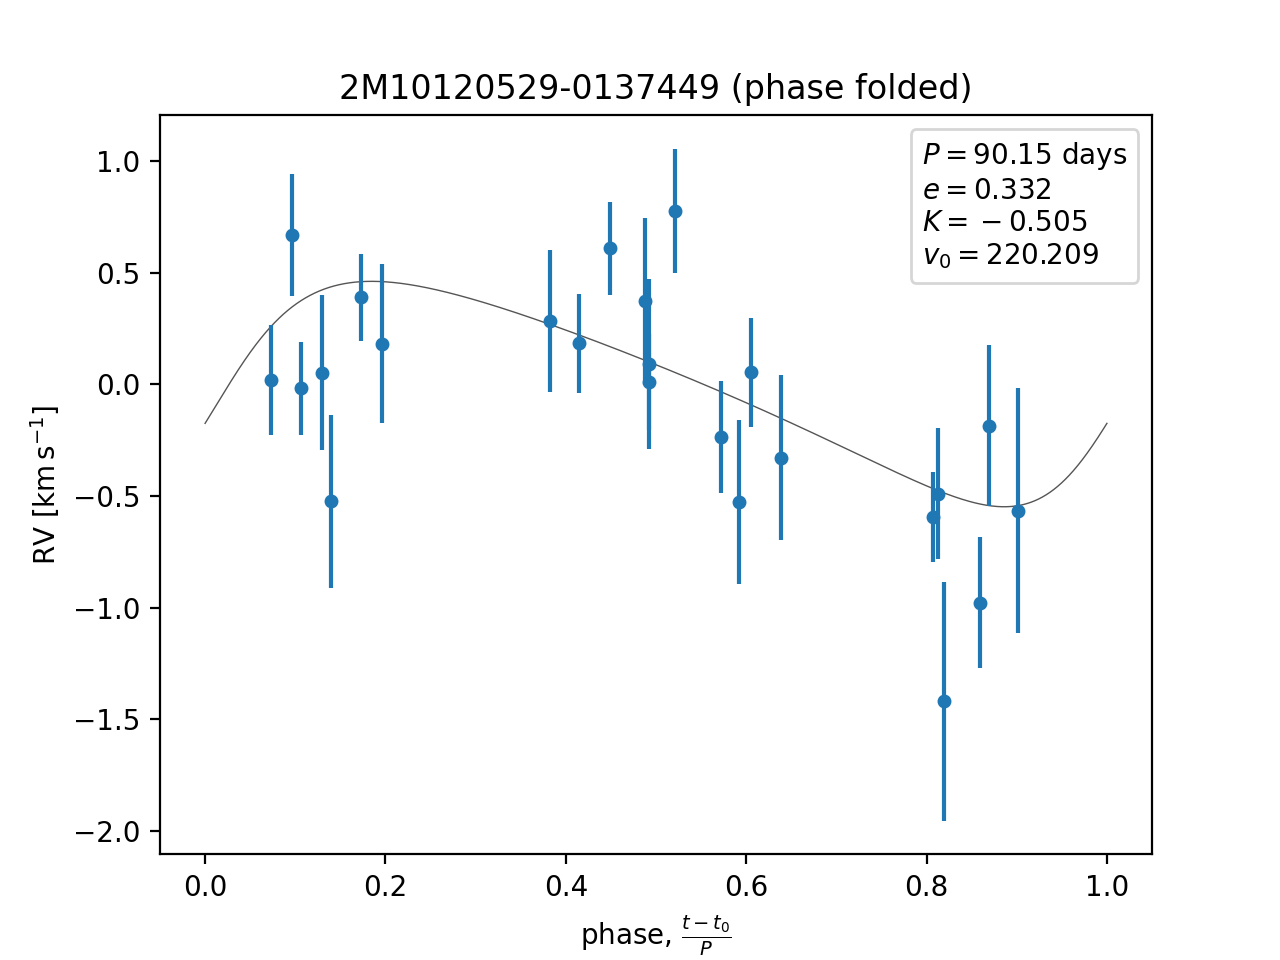 2M10120529-0137449 (phase folded)
P = 90.15 days
e = 0.332
K = −0.505
v₀ = 220.209
RV [km s⁻¹]
1.0
0.5
0.0
−0.5
−1.0
−1.5
−2.0
0.0 0.2 0.4 0.6 0.8 1.0
phase, (t − t₀)/P